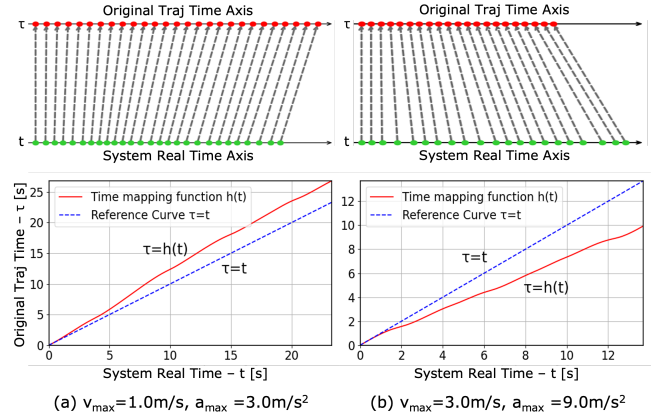 Original Traj Time Axis
τ
t
System Real Time Axis
Original Traj Time Axis
τ
t
System Real Time Axis
Original Traj Time – τ [s]
25
20
15
10
5
0
Time mapping function h(t)
Reference Curve τ=t
τ=h(t)
τ=t
0
10
20
System Real Time – t [s]
12
10
8
6
4
2
0
Time mapping function h(t)
Reference Curve τ=t
τ=t
τ=h(t)
0
2
4
6
8
10
12
System Real Time – t [s]
(a) vmax=1.0m/s, amax =3.0m/s²
(b) vmax=3.0m/s, amax =9.0m/s²